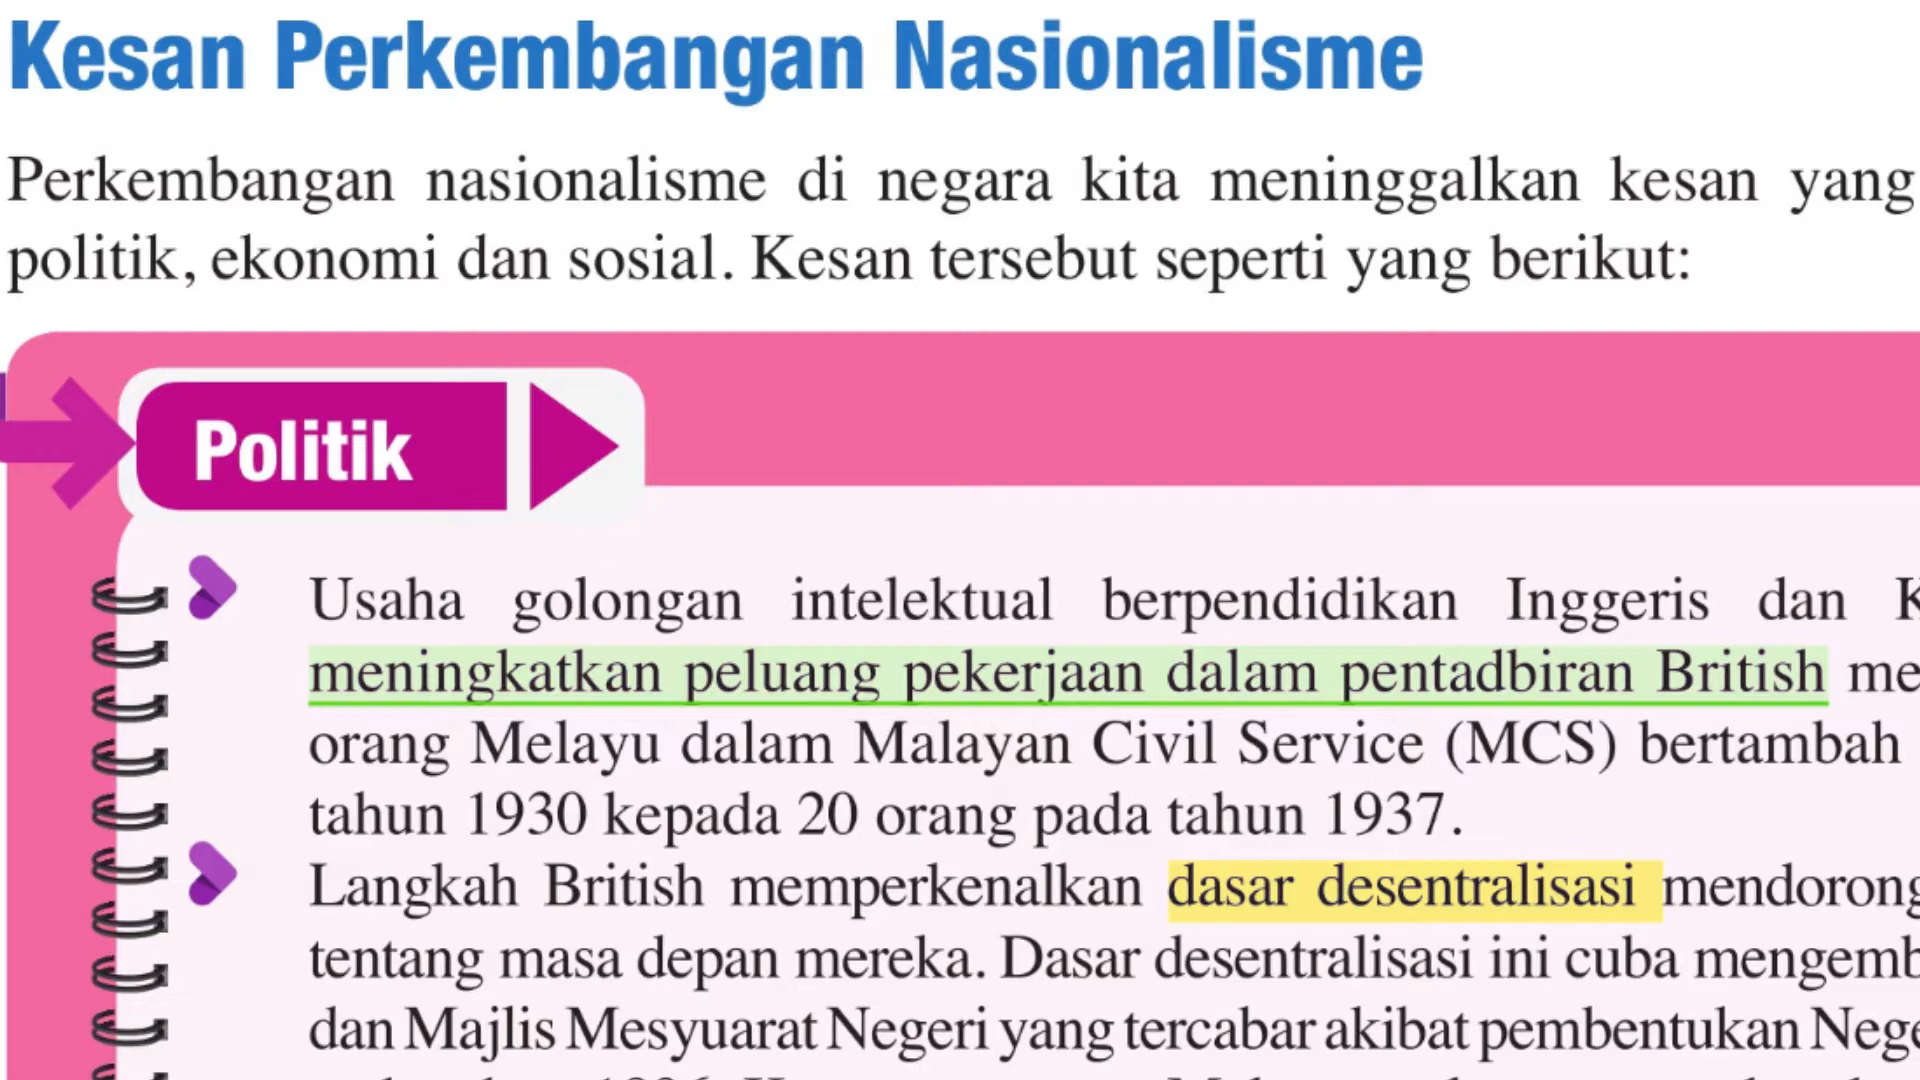 Kesan Perkembangan Nasionalisme
Perkembangan nasionalisme di negara kita meninggalkan kesan yang
politik, ekonomi dan sosial. Kesan tersebut seperti yang berikut:
Politik
Usaha golongan intelektual berpendidikan Inggeris dan
meningkatkan peluang pekerjaan dalam pentadbiran British
orang Melayu dalam Malayan Civil Service (MCS) bertambah
tahun 1930 kepada 20 orang pada tahun 1937.
Langkah British memperkenalkan dasar desentralisasi mendorong
tentang masa depan mereka. Dasar desentralisasi ini cuba
dan Majlis Mesyuarat Negeri yang tercabar akibat pembentukan